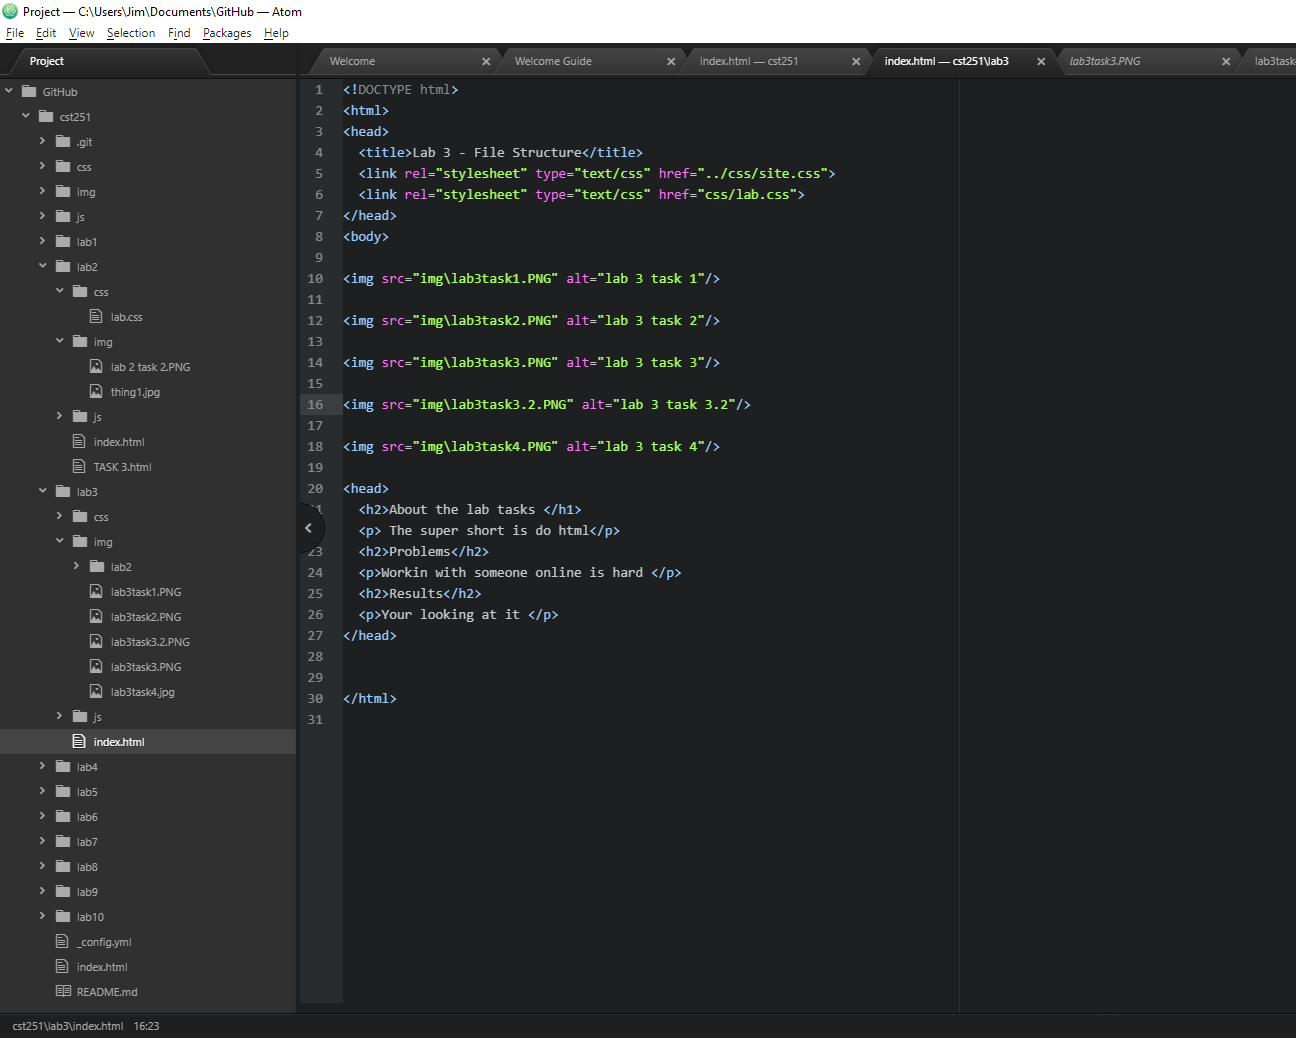 Project — C:\Users\Jim\Documents\GitHub — Atom
File Edit View Selection Find Packages Help
Project
Welcome
Welcome Guide
index.html — cst251
index.html — cst251\lab3
lab3task3.PNG
lab3task
GitHub
cst251
.git
css
img
js
lab1
lab2
css
lab.css
img
lab 2 task 2.PNG
thing1.jpg
js
index.html
TASK 3.html
lab3
css
img
lab2
lab3task1.PNG
lab3task2.PNG
lab3task3.2.PNG
lab3task3.PNG
lab3task4.jpg
js
index.html
lab4
lab5
lab6
lab7
lab8
lab9
lab10
_config.yml
index.html
README.md
1 <!DOCTYPE html>
2 <html>
3 <head>
4 <title>Lab 3 - File Structure</title>
5 <link rel="stylesheet" type="text/css" href="../css/site.css">
6 <link rel="stylesheet" type="text/css" href="css/lab.css">
7 </head>
8 <body>
9
10 <img src="img\lab3task1.PNG" alt="lab 3 task 1"/>
11
12 <img src="img\lab3task2.PNG" alt="lab 3 task 2"/>
13
14 <img src="img\lab3task3.PNG" alt="lab 3 task 3"/>
15
16 <img src="img\lab3task3.2.PNG" alt="lab 3 task 3.2"/>
17
18 <img src="img\lab3task4.PNG" alt="lab 3 task 4"/>
19
20 <head>
<h2>About the lab tasks </h1>
<p> The super short is do html</p>
23 <h2>Problems</h2>
24 <p>Workin with someone online is hard </p>
25 <h2>Results</h2>
26 <p>Your looking at it </p>
27 </head>
28
29
30 </html>
31
cst251\lab3\index.html 16:23